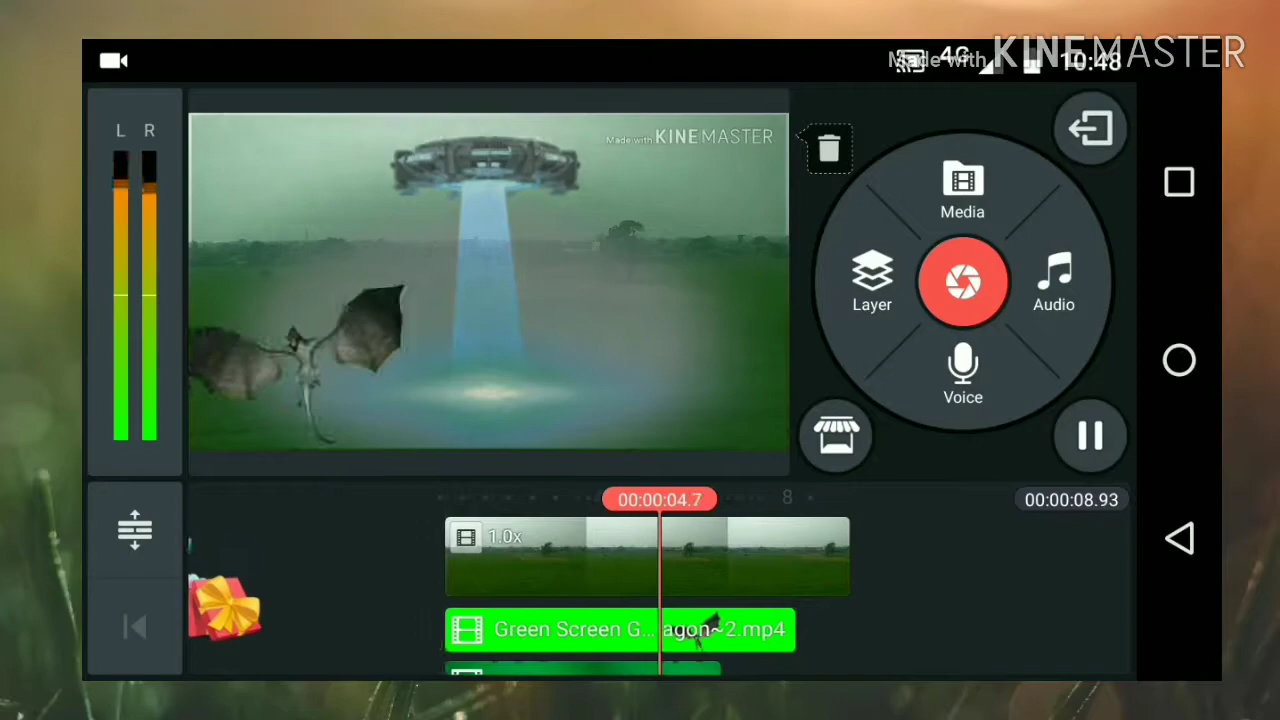 Made with KINEMASTER
4G 10:48
L R
Made with KINEMASTER
Media
Layer
Audio
Voice
00:00:04.7
8
00:00:08.93
1.0x
Green Screen G... agon~2.mp4